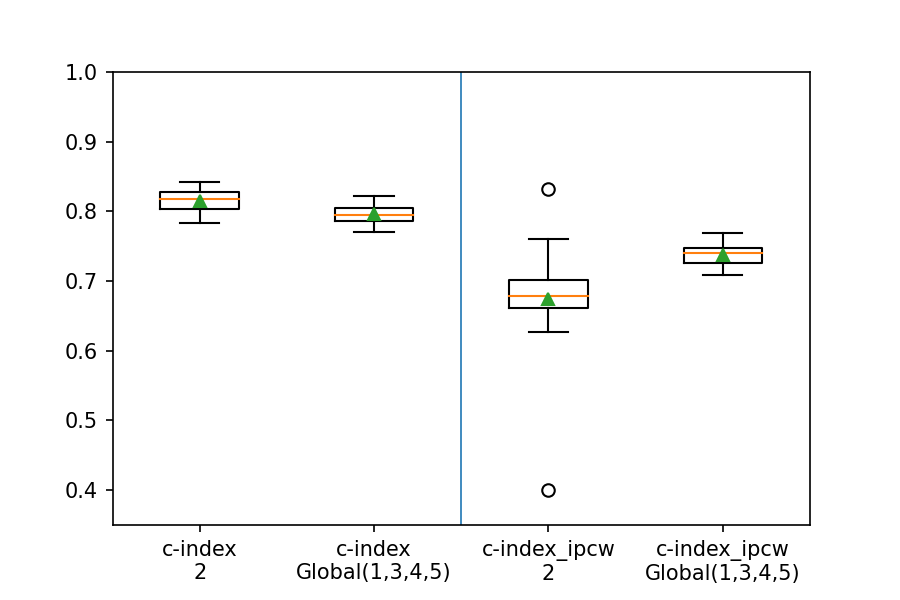 1.0
0.9
0.8
0.7
0.6
0.5
0.4
c-index
2
c-index
Global(1,3,4,5)
c-index_ipcw
2
c-index_ipcw
Global(1,3,4,5)